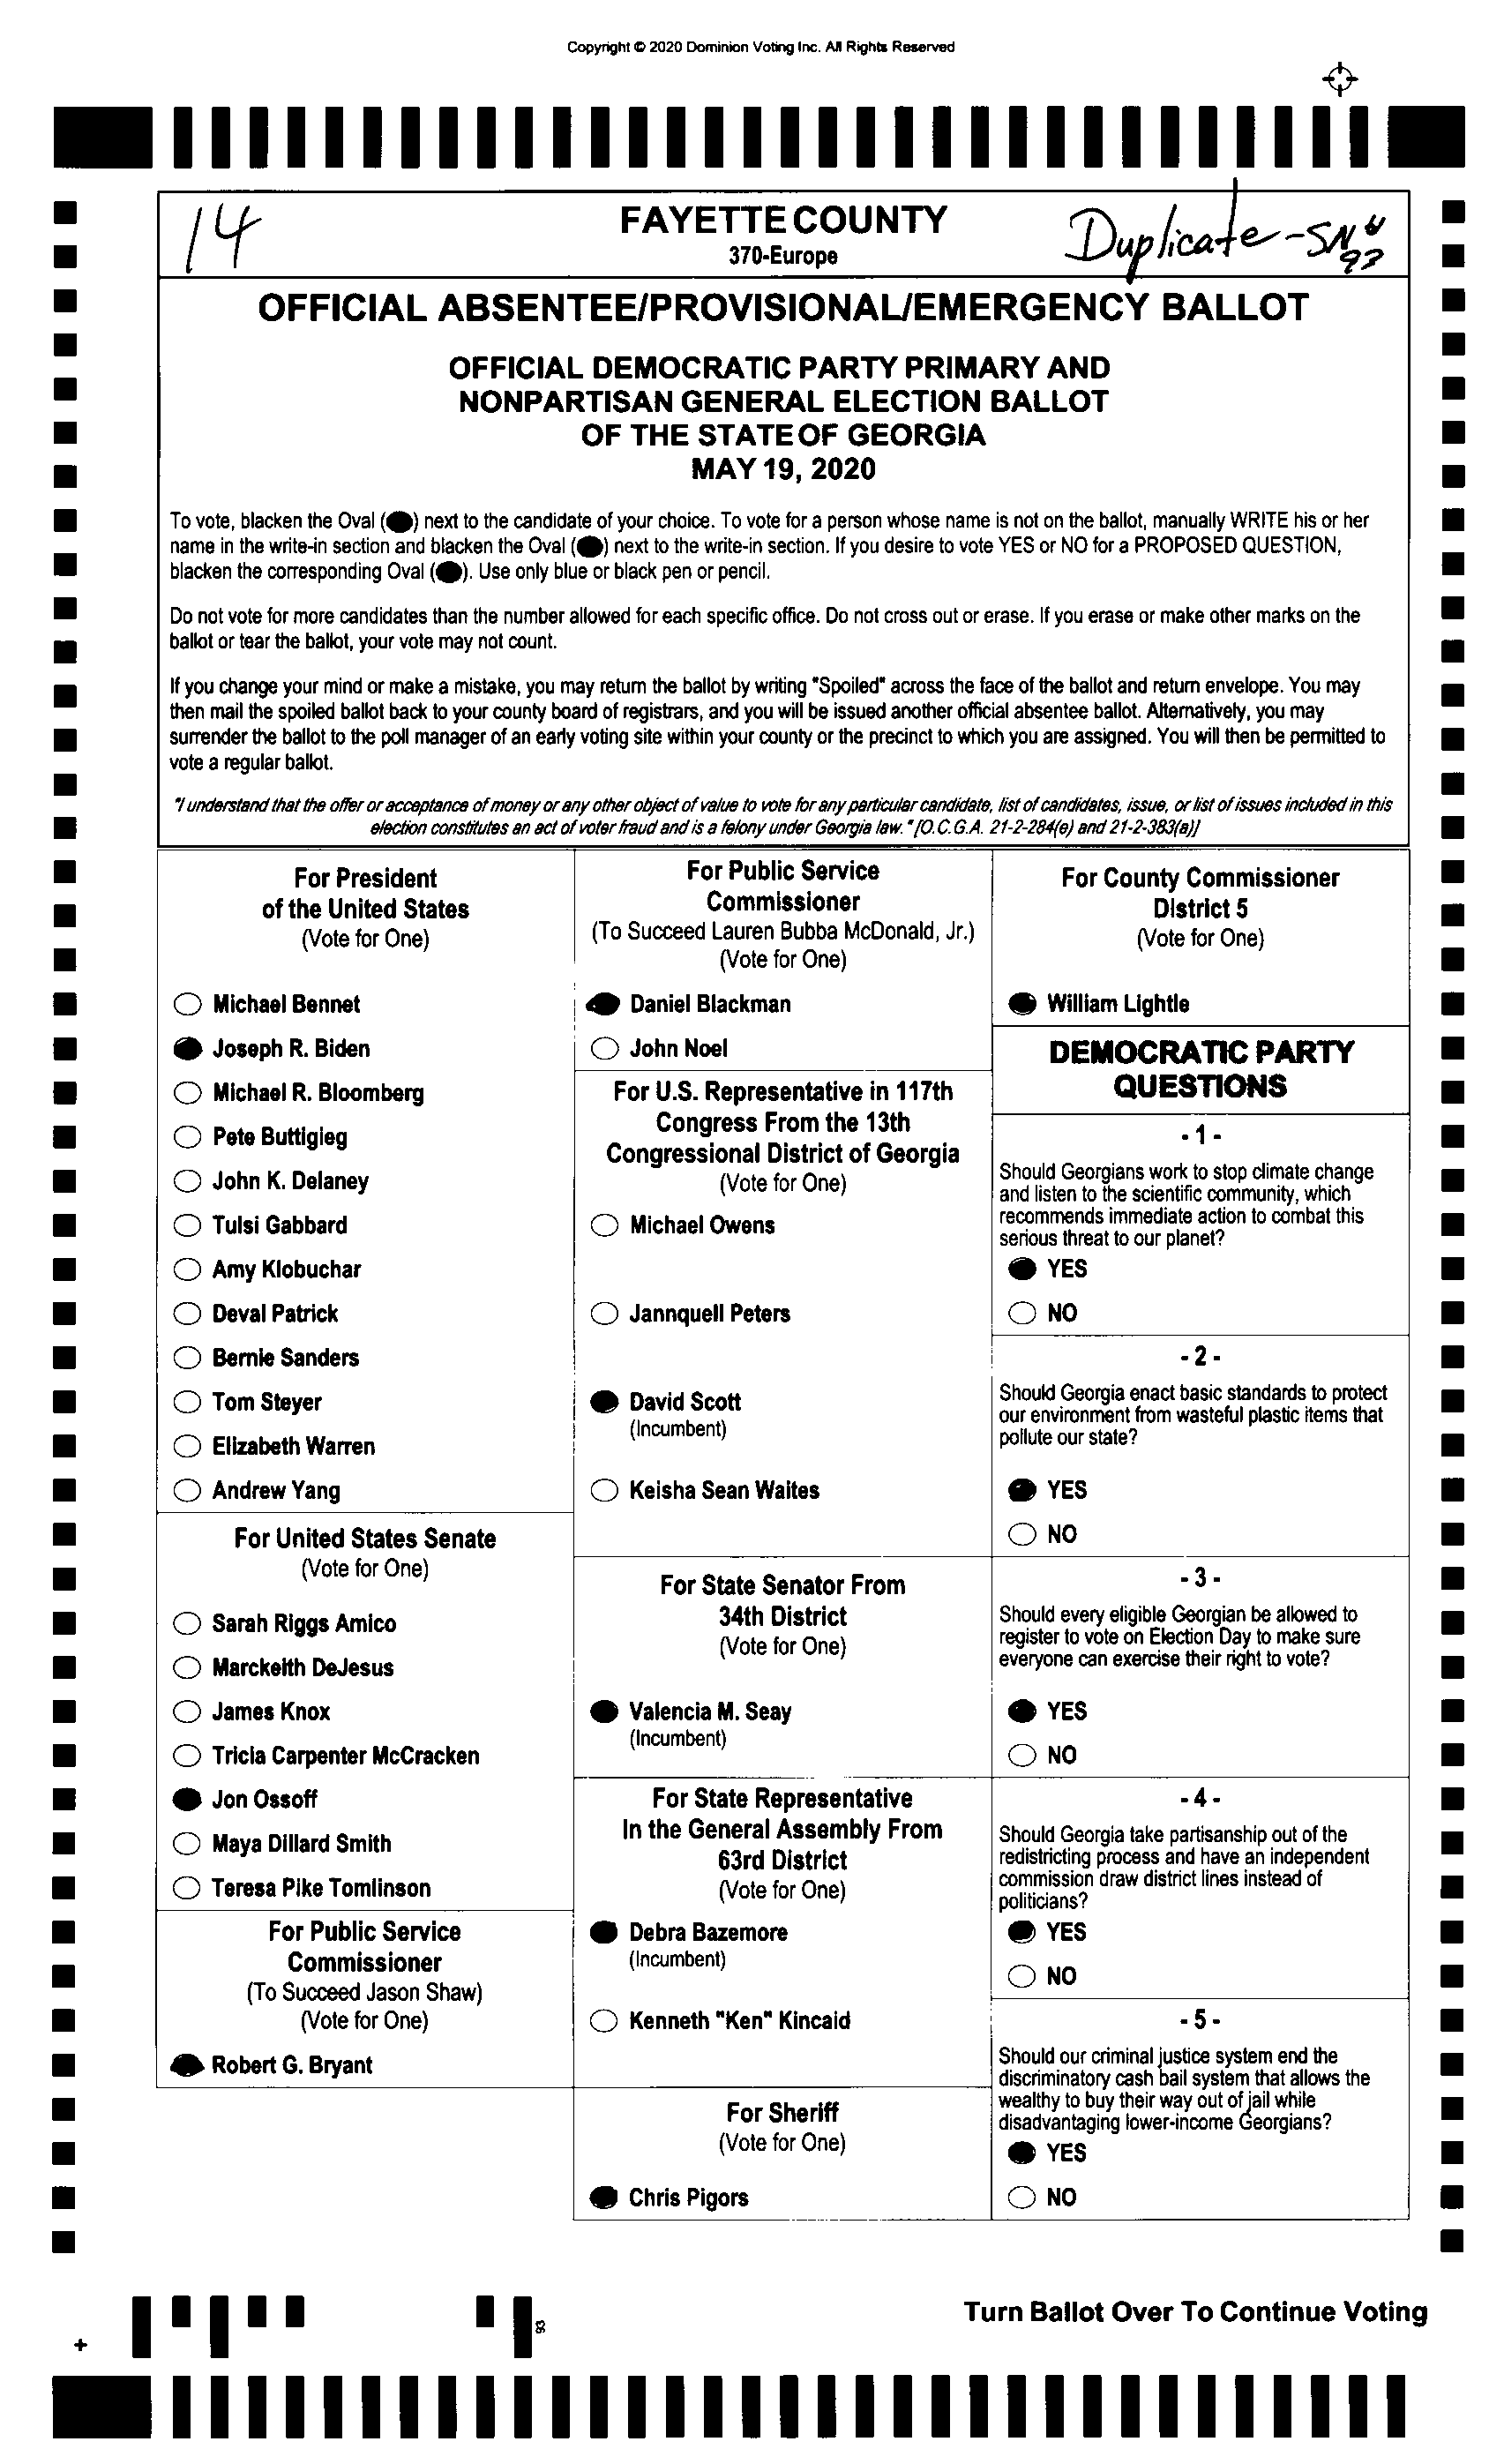 Copyright © 2020 Dominion Voting Inc. All Rights Reserved
14
FAYETTE COUNTY
370-Europe
Duplicate - SN#
93
OFFICIAL ABSENTEE/PROVISIONAL/EMERGENCY BALLOT
OFFICIAL DEMOCRATIC PARTY PRIMARY AND
NONPARTISAN GENERAL ELECTION BALLOT
OF THE STATE OF GEORGIA
MAY 19, 2020
To vote, blacken the Oval () next to the candidate of your choice. To vote for a person whose name is not on the ballot, manually WRITE his or her
name in the write-in section and blacken the Oval () next to the write-in section. If you desire to vote YES or NO for a PROPOSED QUESTION,
blacken the corresponding Oval (). Use only blue or black pen or pencil.
Do not vote for more candidates than the number allowed for each specific office. Do not cross out or erase. If you erase or make other marks on the
ballot or tear the ballot, your vote may not count.
If you change your mind or make a mistake, you may return the ballot by writing "Spoiled" across the face of the ballot and return envelope. You may
then mail the spoiled ballot back to your county board of registrars, and you will be issued another official absentee ballot. Alternatively, you may
surrender the ballot to the poll manager of an early voting site within your county or the precinct to which you are assigned. You will then be permitted to
vote a regular ballot.
"I understand that the offer or acceptance of money or any other object of value to vote for any particular candidate, list of candidates, issue, or list of issues included in this
election constitutes an act of voter fraud and is a felony under Georgia law." [O.C.G.A. 21-2-284(e) and 21-2-383(a)]
For President
of the United States
(Vote for One)
Michael Bennet
Joseph R. Biden
Michael R. Bloomberg
Pete Buttigieg
John K. Delaney
Tulsi Gabbard
Amy Klobuchar
Deval Patrick
Bernie Sanders
Tom Steyer
Elizabeth Warren
Andrew Yang
For United States Senate
(Vote for One)
Sarah Riggs Amico
Marckeith DeJesus
James Knox
Tricia Carpenter McCracken
Jon Ossoff
Maya Dillard Smith
Teresa Pike Tomlinson
For Public Service
Commissioner
(To Succeed Jason Shaw)
(Vote for One)
Robert G. Bryant
For Public Service
Commissioner
(To Succeed Lauren Bubba McDonald, Jr.)
(Vote for One)
Daniel Blackman
John Noel
For U.S. Representative in 117th
Congress From the 13th
Congressional District of Georgia
(Vote for One)
Michael Owens
Jannquell Peters
David Scott
(Incumbent)
Keisha Sean Waites
For State Senator From
34th District
(Vote for One)
Valencia M. Seay
(Incumbent)
For State Representative
In the General Assembly From
63rd District
(Vote for One)
Debra Bazemore
(Incumbent)
Kenneth "Ken" Kincaid
For Sheriff
(Vote for One)
Chris Pigors
For County Commissioner
District 5
(Vote for One)
William Lightle
DEMOCRATIC PARTY
QUESTIONS
- 1 -
Should Georgians work to stop climate change
and listen to the scientific community, which
recommends immediate action to combat this
serious threat to our planet?
YES
NO
- 2 -
Should Georgia enact basic standards to protect
our environment from wasteful plastic items that
pollute our state?
YES
NO
- 3 -
Should every eligible Georgian be allowed to
register to vote on Election Day to make sure
everyone can exercise their right to vote?
YES
NO
- 4 -
Should Georgia take partisanship out of the
redistricting process and have an independent
commission draw district lines instead of
politicians?
YES
NO
- 5 -
Should our criminal justice system end the
discriminatory cash bail system that allows the
wealthy to buy their way out of jail while
disadvantaging lower-income Georgians?
YES
NO
Turn Ballot Over To Continue Voting
93